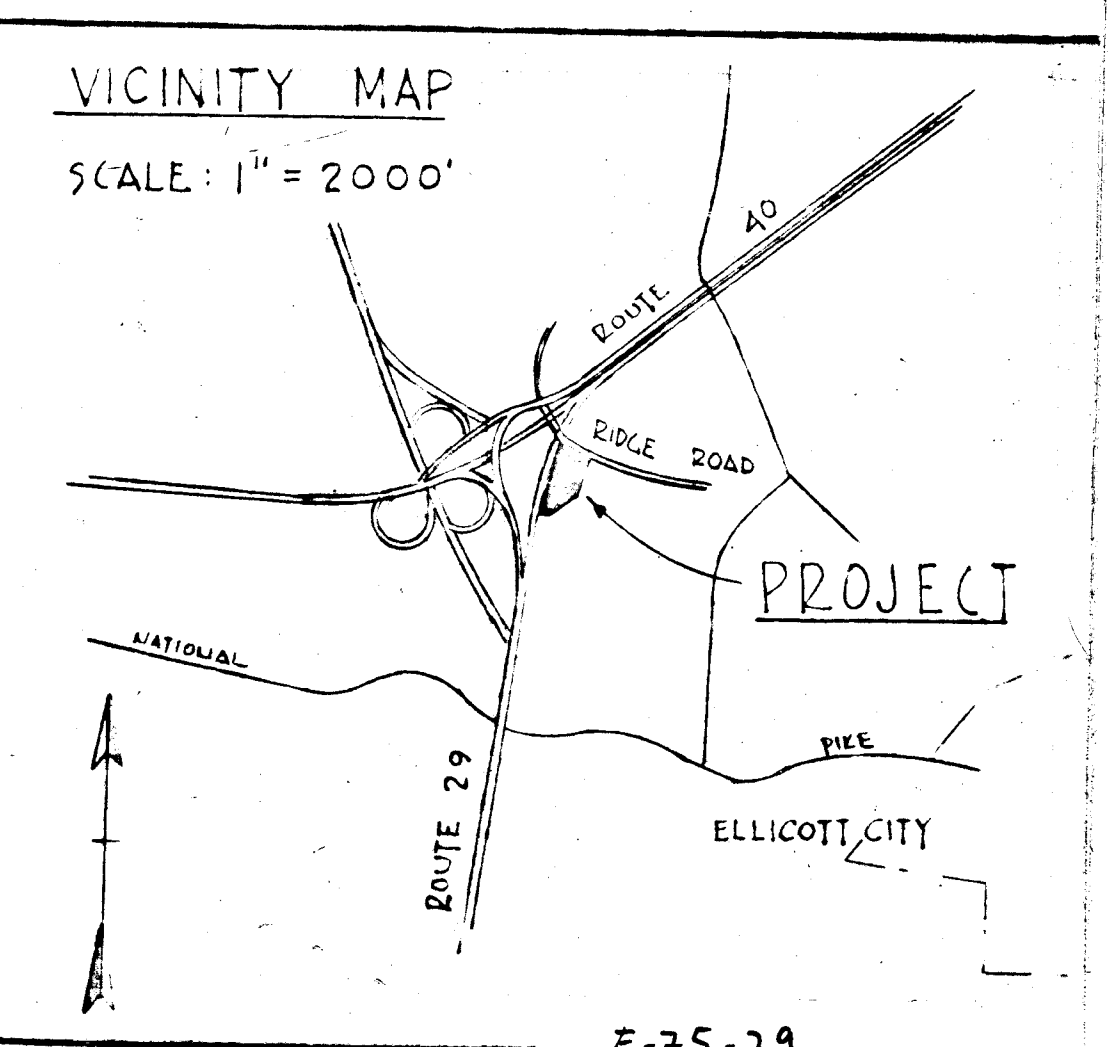 VICINITY MAP
SCALE: 1" = 2000'
ROUTE 40
RIDGE ROAD
PROJECT
NATIONAL PIKE
ROUTE 29
ELLICOTT CITY
F-75-29